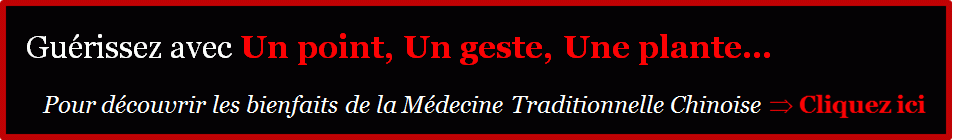 Guérissez avec Un point, Un geste, Une plante...
Pour découvrir les bienfaits de la Médecine Traditionnelle Chinoise ⇒ Cliquez ici